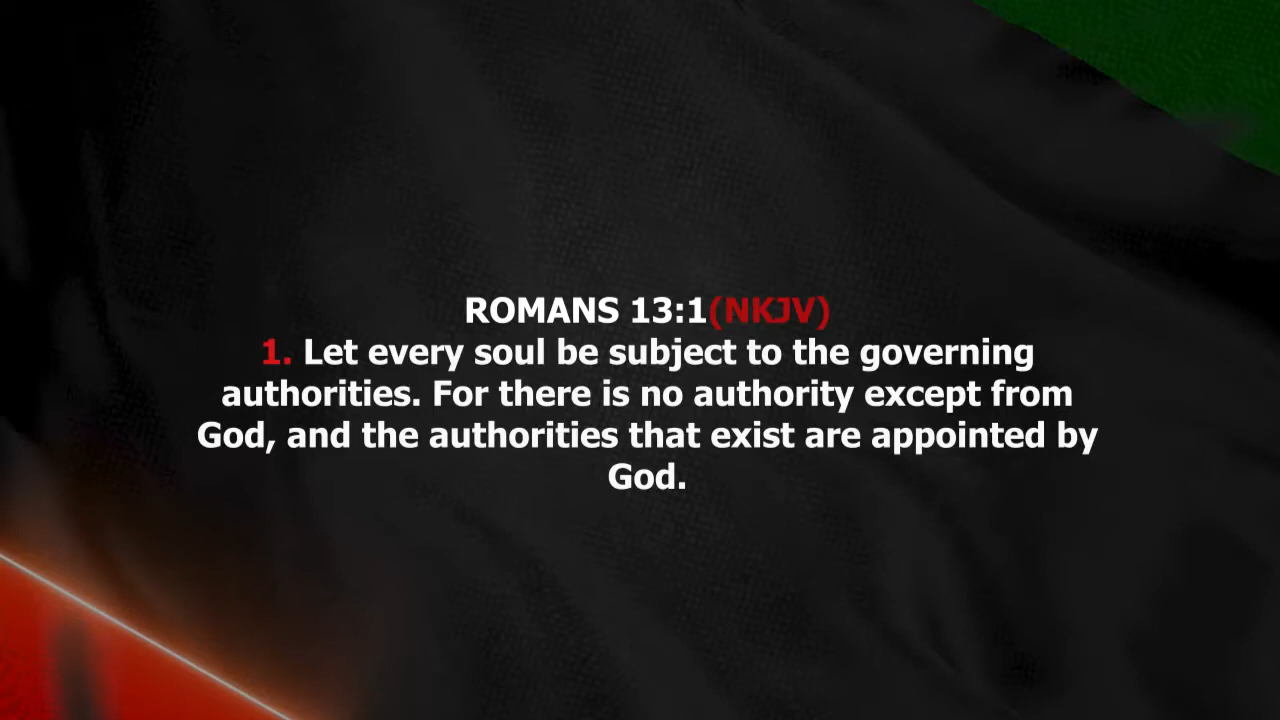 ROMANS 13:1(NKJV)
1. Let every soul be subject to the governing
authorities. For there is no authority except from
God, and the authorities that exist are appointed by
God.